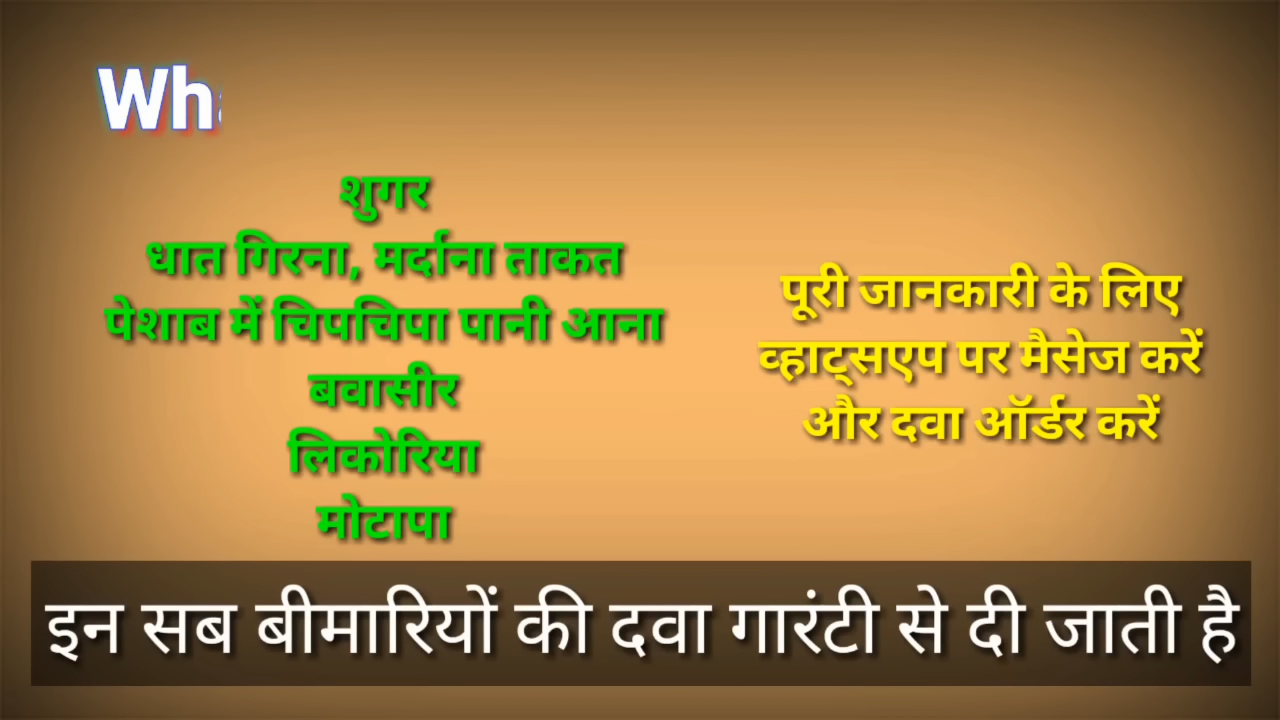 शुगर
धात गिरना, मर्दाना ताकत
पेशाब में चिपचिपा पानी आना
बवासीर
लिकोरिया
मोटापा
पूरी जानकारी के लिए
व्हाट्सएप पर मैसेज करें
और दवा ऑर्डर करें
इन सब बीमारियों की दवा गारंटी से दी जाती है